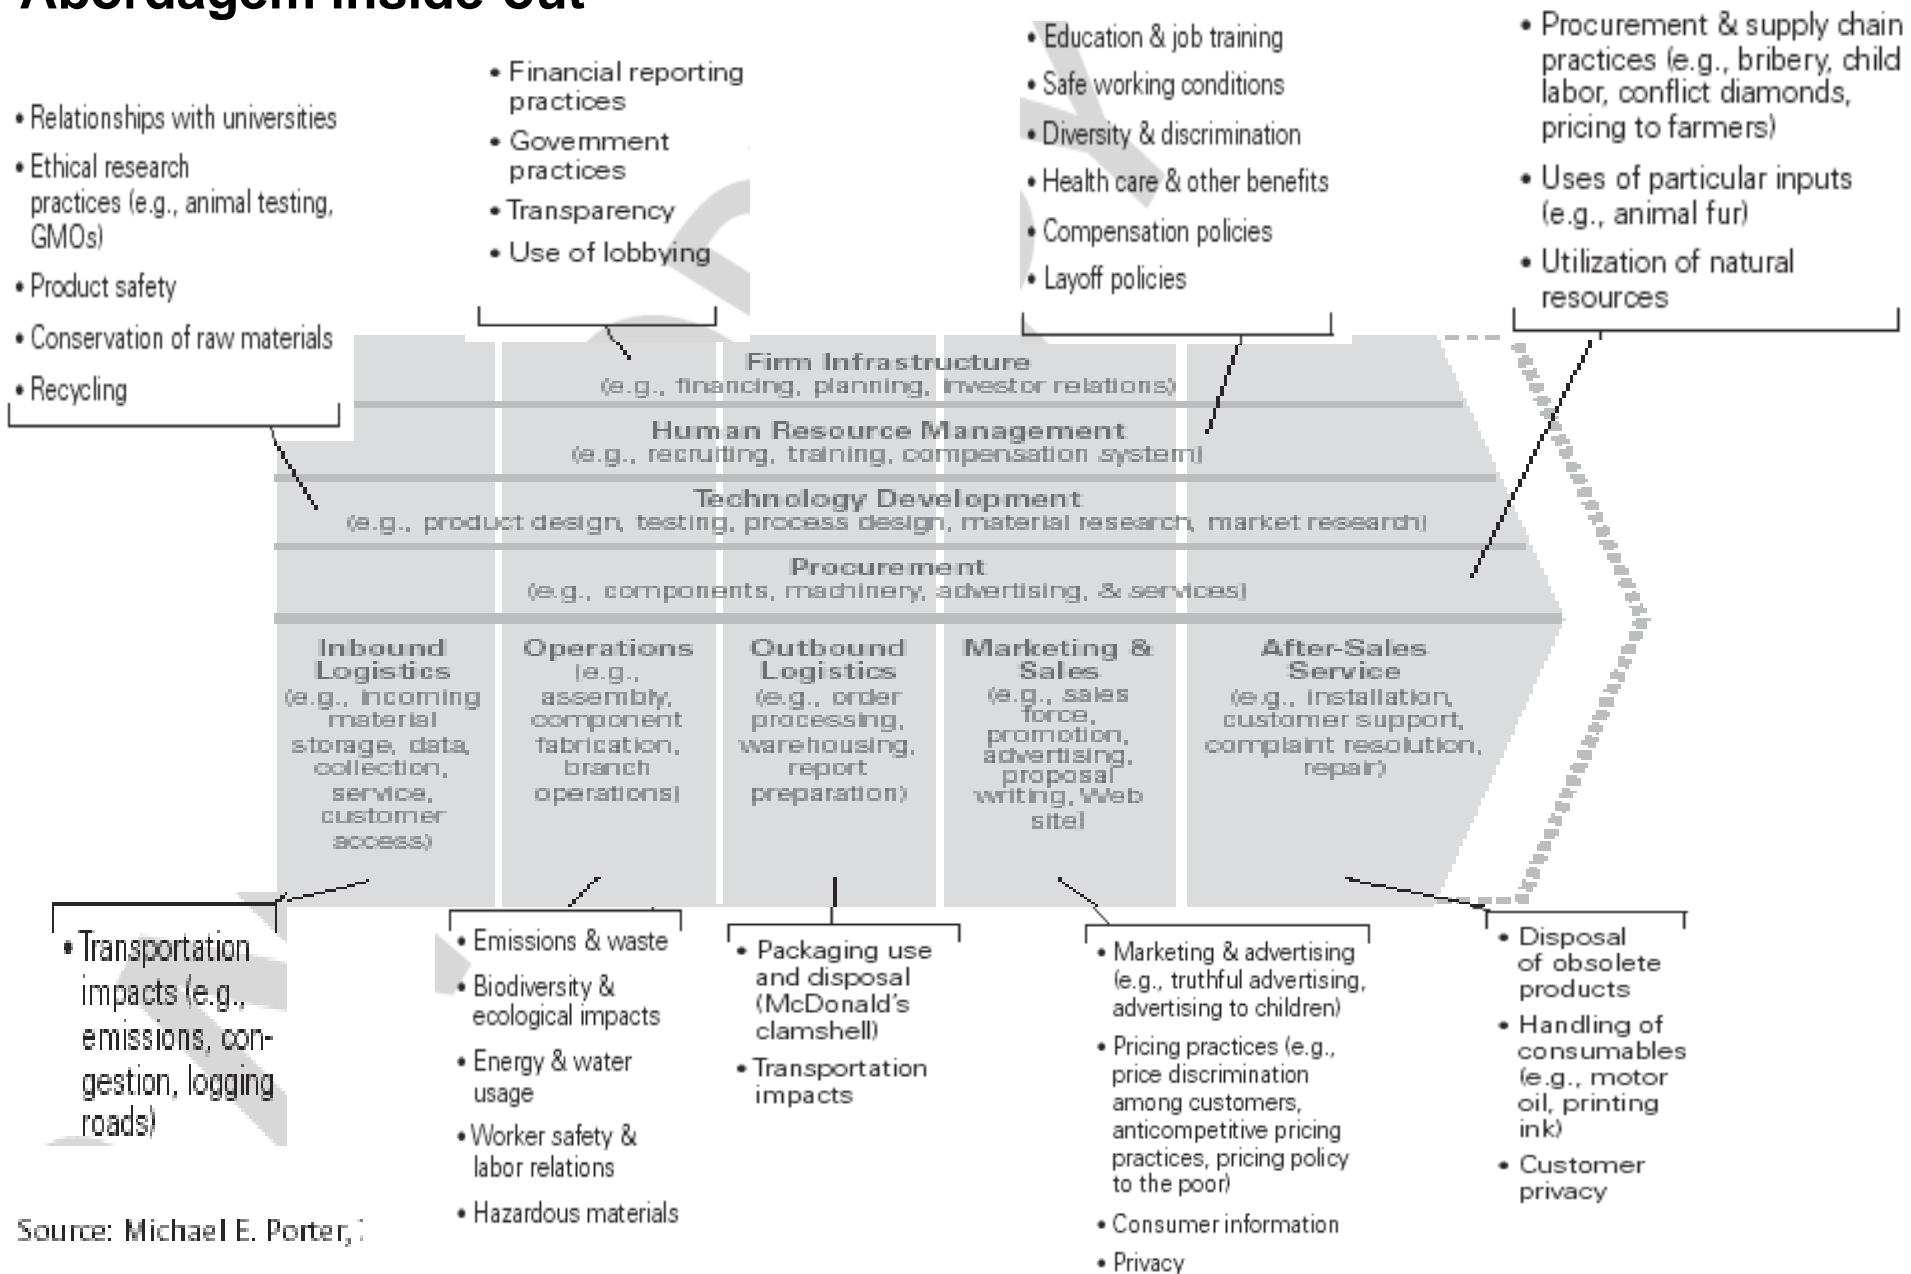 Abordagem Inside-out
• Relationships with universities
• Ethical research
practices (e.g., animal testing,
GMOs)
• Product safety
• Conservation of raw materials
• Recycling
• Financial reporting
practices
• Government
practices
• Transparency
• Use of lobbying
• Education & job training
• Safe working conditions
• Diversity & discrimination
• Health care & other benefits
• Compensation policies
• Layoff policies
• Procurement & supply chain
practices (e.g., bribery, child
labor, conflict diamonds,
pricing to farmers)
• Uses of particular inputs
(e.g., animal fur)
• Utilization of natural
resources
Firm Infrastructure
(e.g., financing, planning, investor relations)
Human Resource Management
(e.g., recruiting, training, compensation system)
Technology Development
(e.g., product design, testing, process design, material research, market research)
Procurement
(e.g., components, machinery, advertising, & services)
Inbound
Logistics
(e.g., incoming
material
storage, data,
collection,
service,
customer
access)
Operations
(e.g.,
assembly,
component
fabrication,
branch
operations)
Outbound
Logistics
(e.g., order
processing,
warehousing,
report
preparation)
Marketing &
Sales
(e.g., sales
force,
promotion,
advertising,
proposal
writing, Web
site)
After-Sales
Service
(e.g., installation,
customer support,
complaint resolution,
repair)
• Transportation
impacts (e.g.,
emissions, con-
gestion, logging
roads)
• Emissions & waste
• Biodiversity &
ecological impacts
• Energy & water
usage
• Worker safety &
labor relations
• Hazardous materials
• Packaging use
and disposal
(McDonald's
clamshell)
• Transportation
impacts
• Marketing & advertising
(e.g., truthful advertising,
advertising to children)
• Pricing practices (e.g.,
price discrimination
among customers,
anticompetitive pricing
practices, pricing policy
to the poor)
• Consumer information
• Privacy
• Disposal
of obsolete
products
• Handling of
consumables
(e.g., motor
oil, printing
ink)
• Customer
privacy
Source: Michael E. Porter,